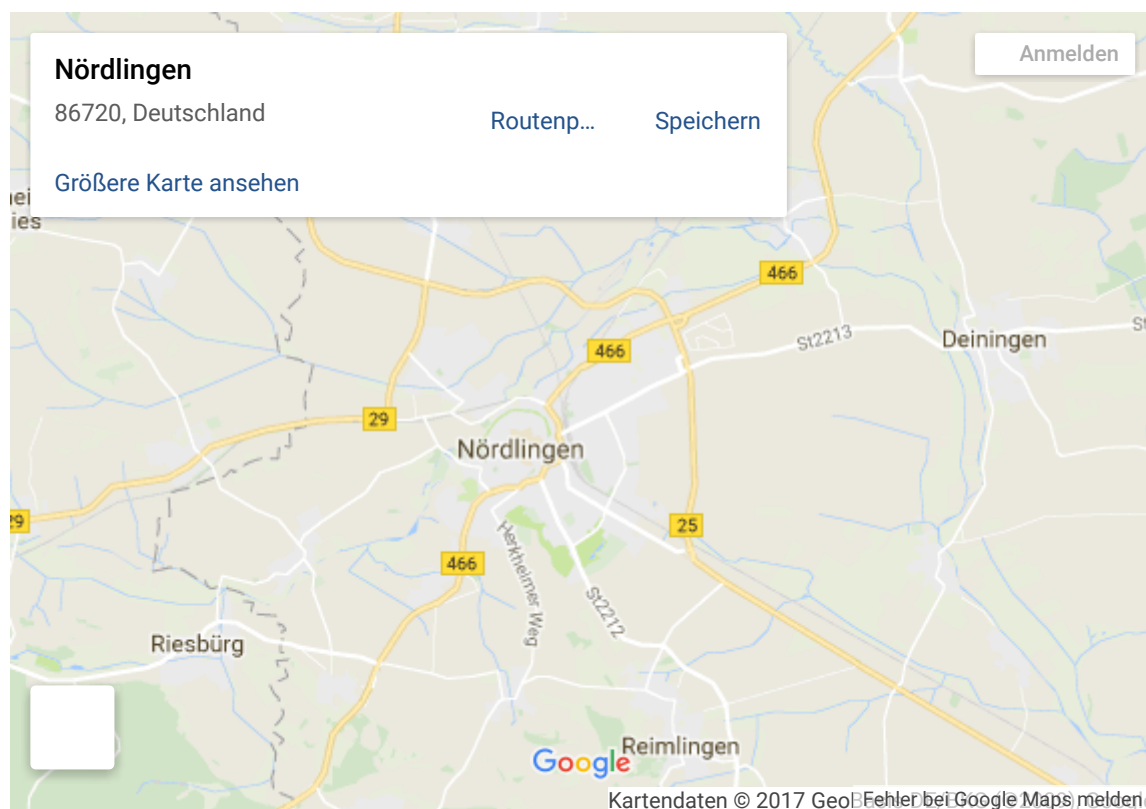 Nördlingen
86720, Deutschland
Routenp...
Speichern
Größere Karte ansehen
Anmelden
ies
466
St2213
Deiningen
466
29
Nördlingen
29
25
466
Herkheimer Weg
St2212
Riesbürg
Reimlingen
Google
Kartendaten © 2017 Geo
Fehler bei Google Maps melden